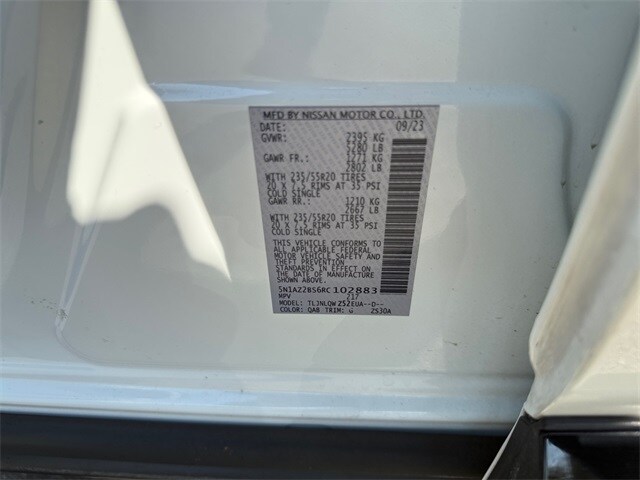 MFD BY NISSAN MOTOR CO., LTD
DATE: 09/23
GVWR: 2395 KG
5280 LB
GAWR FR.: 1271 KG
2802 LB
WITH 235/55R20 TIRES
20 X 7.5 RIMS AT 35 PSI
COLD SINGLE
GAWR RR.: 1210 KG
2667 LB
WITH 235/55R20 TIRES
20 X 7.5 RIMS AT 35 PSI
COLD SINGLE
THIS VEHICLE CONFORMS TO
ALL APPLICABLE FEDERAL
MOTOR VEHICLE SAFETY AND
THEFT PREVENTION
STANDARDS IN EFFECT ON
THE DATE OF MANUFACTURE
SHOWN ABOVE.
5N1AZ2BS6RC102883
MPV 217
MODEL: TLJNLQWZ52EUA--D--
COLOR: QAB TRIM: G ZS30A